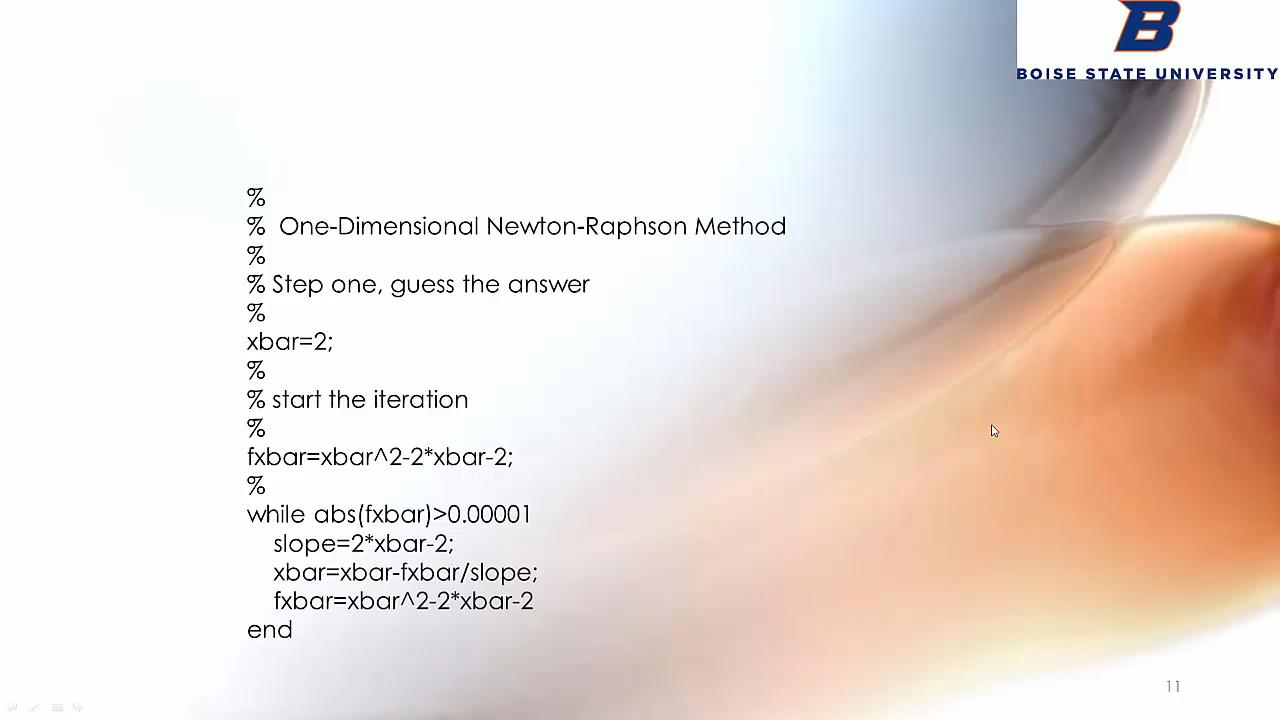 B
BOISE STATE UNIVERSITY
%
% One-Dimensional Newton-Raphson Method
%
% Step one, guess the answer
%
xbar=2;
%
% start the iteration
%
fxbar=xbar^2-2*xbar-2;
%
while abs(fxbar)>0.00001
    slope=2*xbar-2;
    xbar=xbar-fxbar/slope;
    fxbar=xbar^2-2*xbar-2
end
11